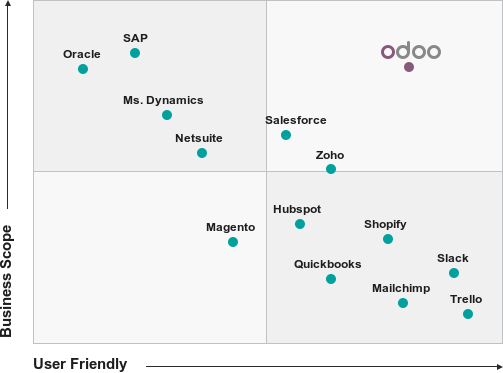 SAP
Oracle
odoo
Ms. Dynamics
Salesforce
Netsuite
Zoho
Hubspot
Shopify
Magento
Slack
Quickbooks
Mailchimp
Trello
Business Scope
User Friendly